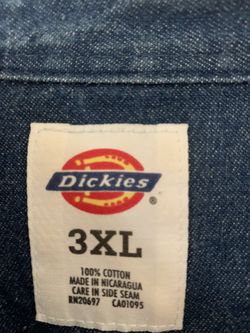 Dickies
®
3XL
100% COTTON
MADE IN NICARAGUA
CARE IN SIDE SEAM
RN20697 CA01095